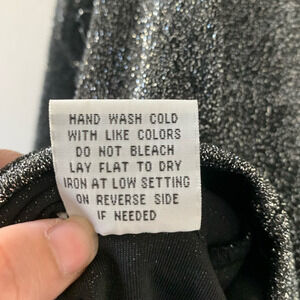 HAND WASH COLD
WITH LIKE COLORS
DO NOT BLEACH
LAY FLAT TO DRY
IRON AT LOW SETTING
ON REVERSE SIDE
IF NEEDED